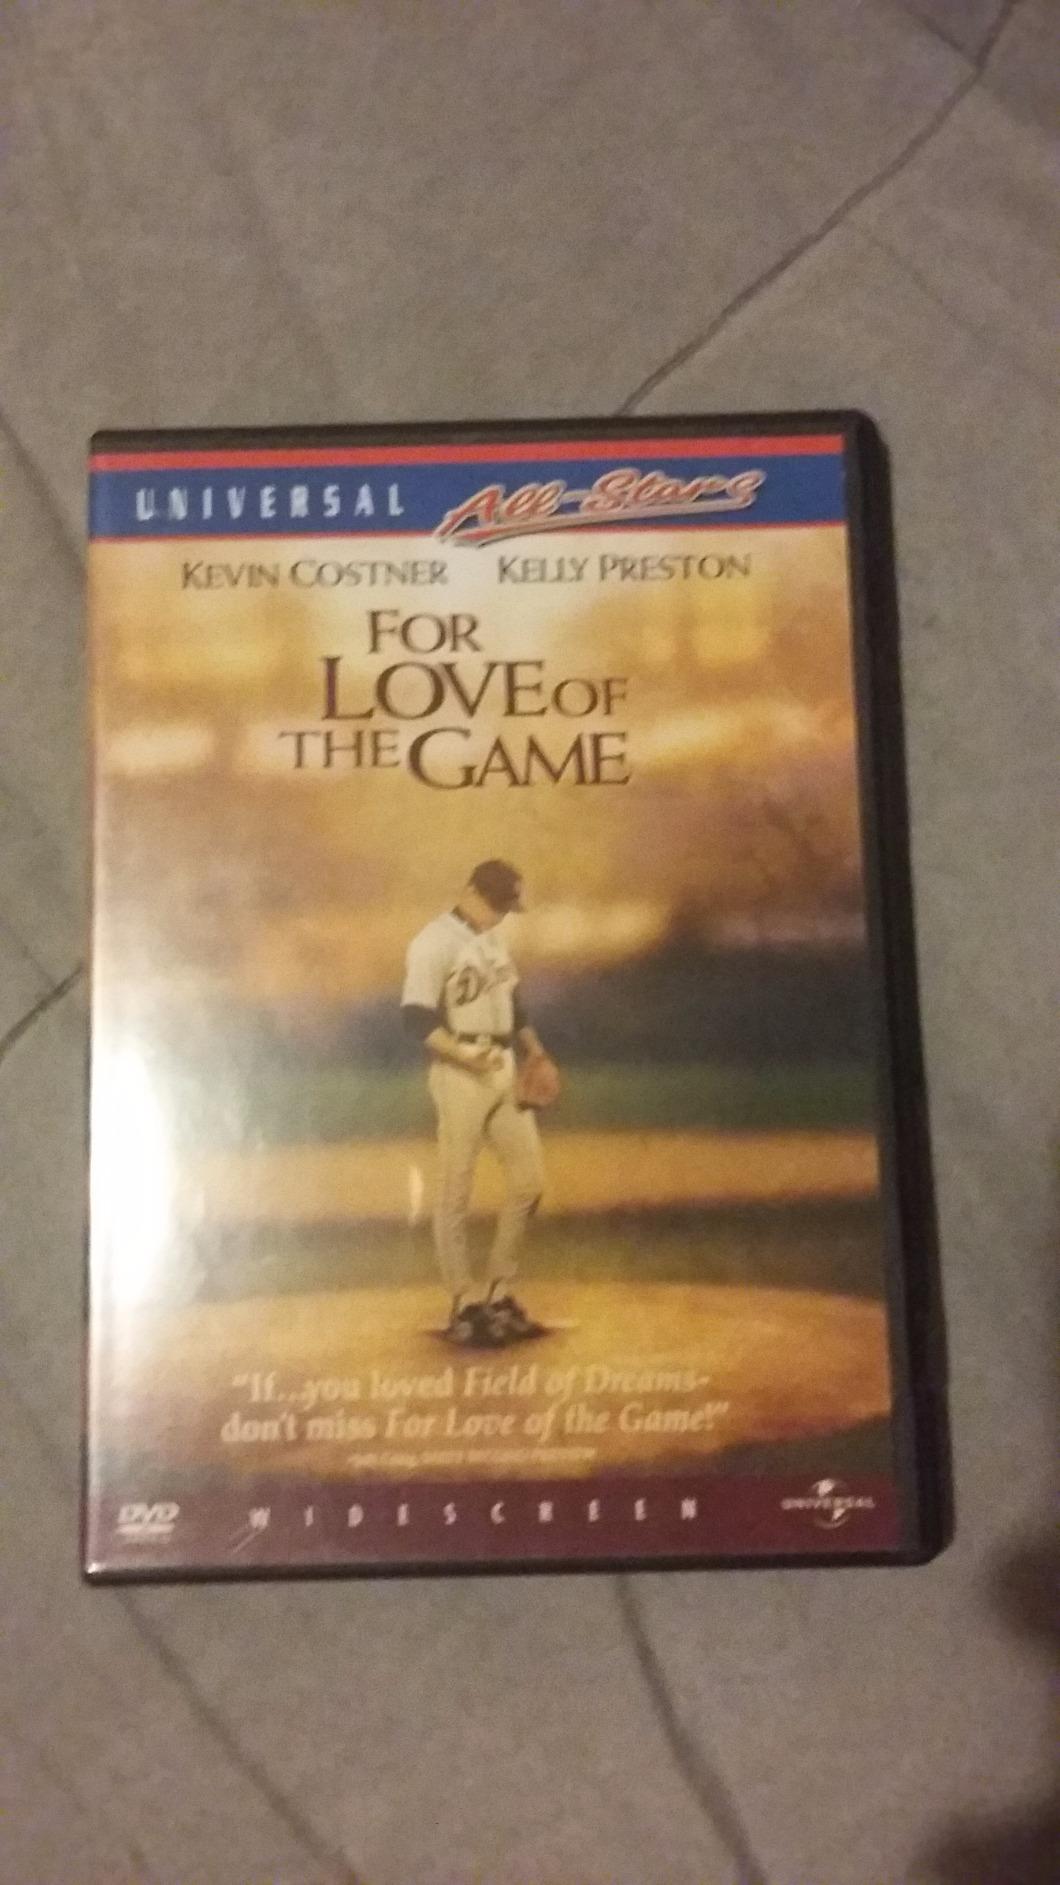 UNIVERSAL All-Stars
KEVIN COSTNER KELLY PRESTON
FOR
LOVE OF
THE GAME
"If...you loved Field of Dreams-
don't miss For Love of the Game!"
DVD WIDESCREEN UNIVERSAL